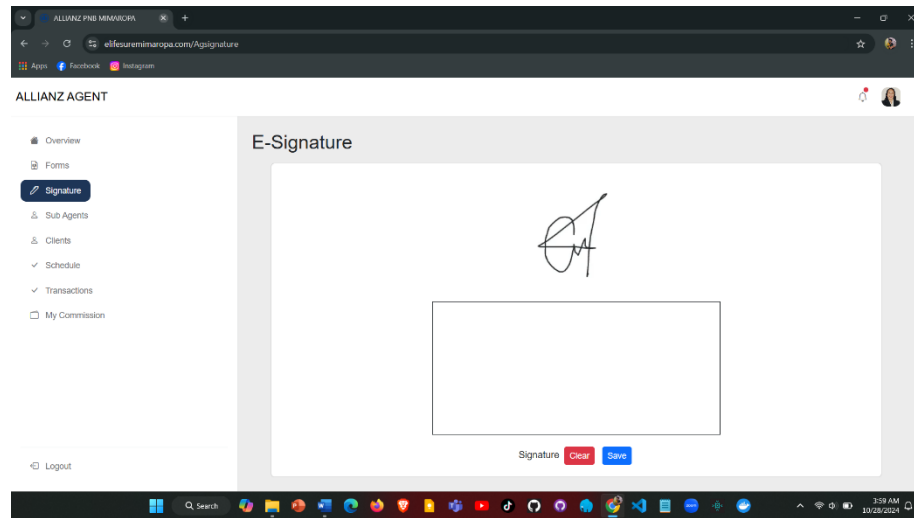 ALLIANZ PNB MIMAROPA
elifesuremimaropa.com/Agsignature
Apps Facebook Instagram
ALLIANZ AGENT
Overview
Forms
Signature
Sub Agents
Clients
Schedule
Transactions
My Commission
Logout
E-Signature
Signature Clear Save
Search
3:59 AM
10/28/2024